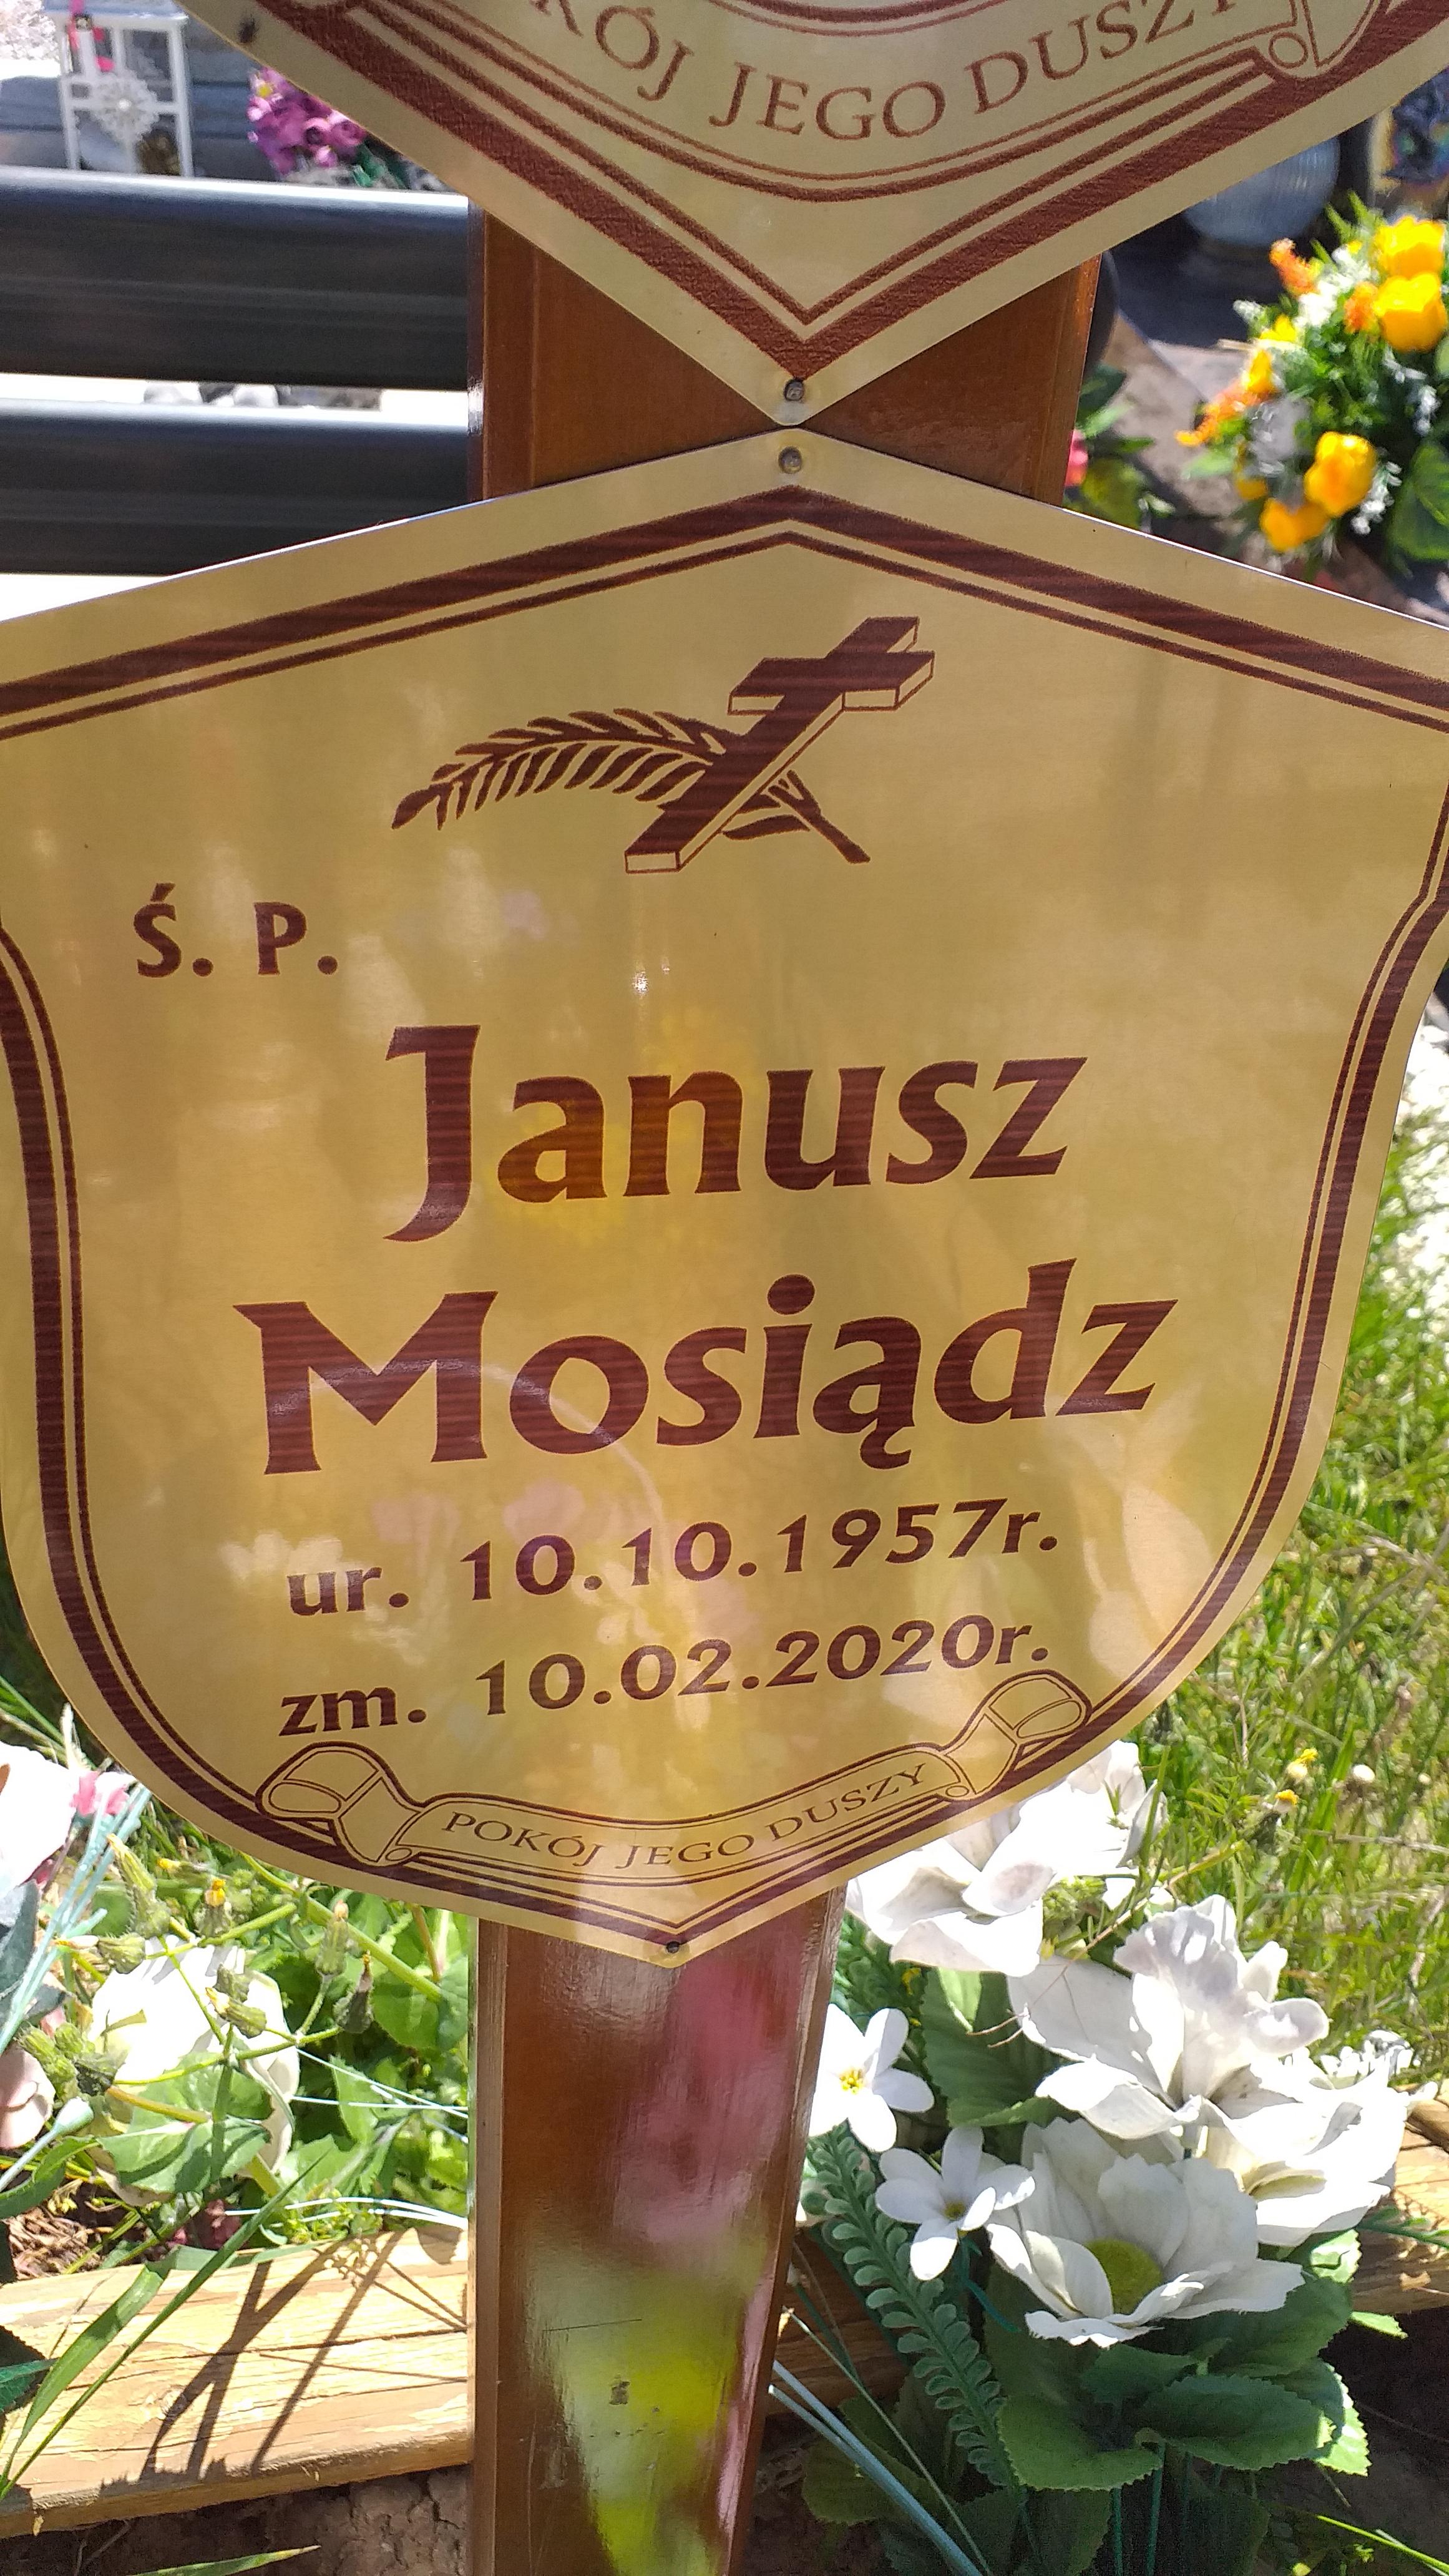 KÓJ JEGO DUSZY
Ś. P.
Janusz
Mosiądz
ur. 10.10.1957r.
zm. 10.02.2020r.
POKÓJ JEGO DUSZY